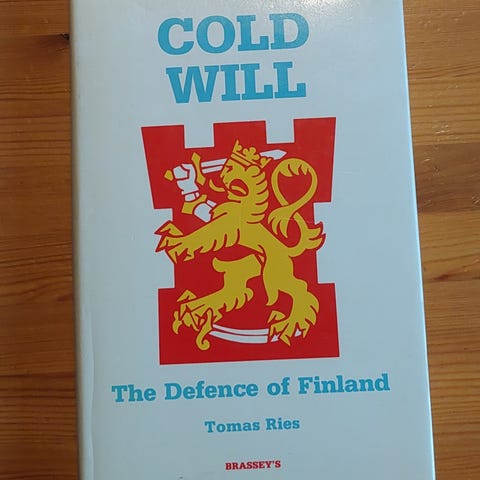 COLD
WILL
The Defence of Finland
Tomas Ries
BRASSEY'S